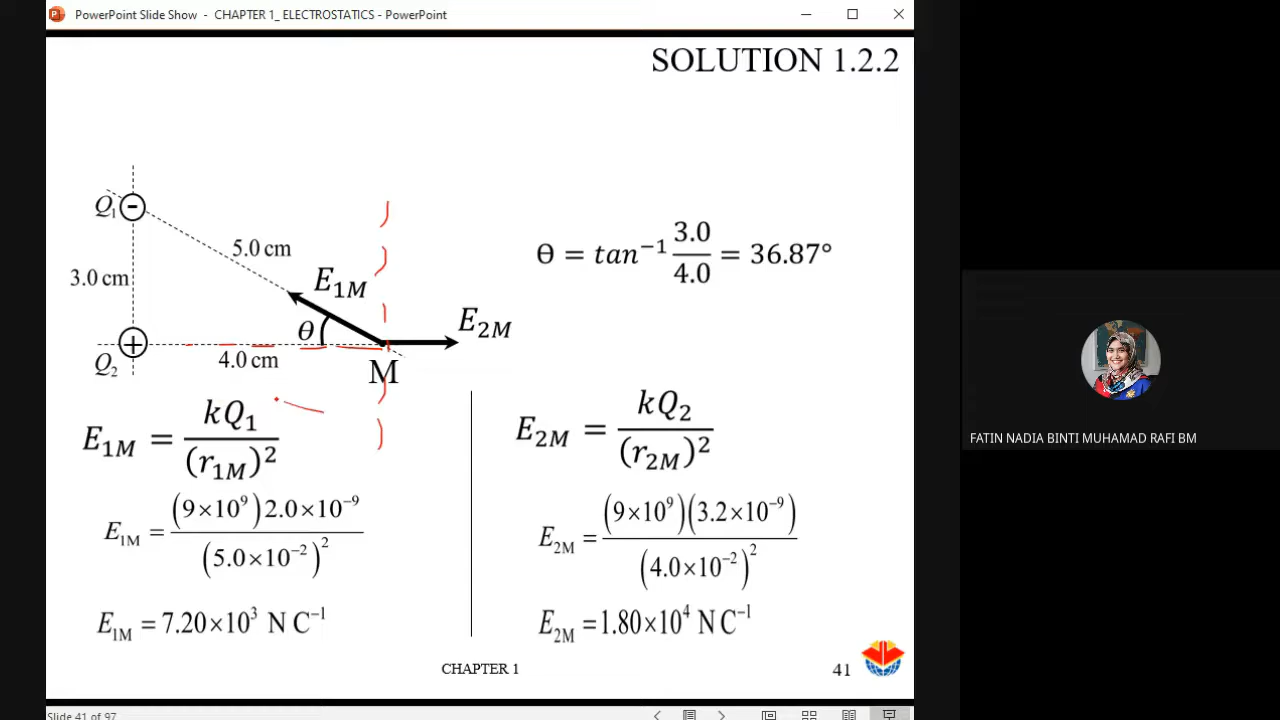 PowerPoint Slide Show - CHAPTER 1_ ELECTROSTATICS - PowerPoint
SOLUTION 1.2.2
Q₁
-
5.0 cm
3.0 cm
E₁M
θ
E₂M
+
Q₂
4.0 cm
M
Θ = tan⁻¹ 3.0/4.0 = 36.87°
E₁M = kQ₁/(r₁M)²
E₁M = (9×10⁹)2.0×10⁻⁹/(5.0×10⁻²)²
E₁M = 7.20×10³ N C⁻¹
E₂M = kQ₂/(r₂M)²
E₂M = (9×10⁹)(3.2×10⁻⁹)/(4.0×10⁻²)²
E₂M = 1.80×10⁴ N C⁻¹
CHAPTER 1
41
Slide 41 of 97
FATIN NADIA BINTI MUHAMAD RAFI BM